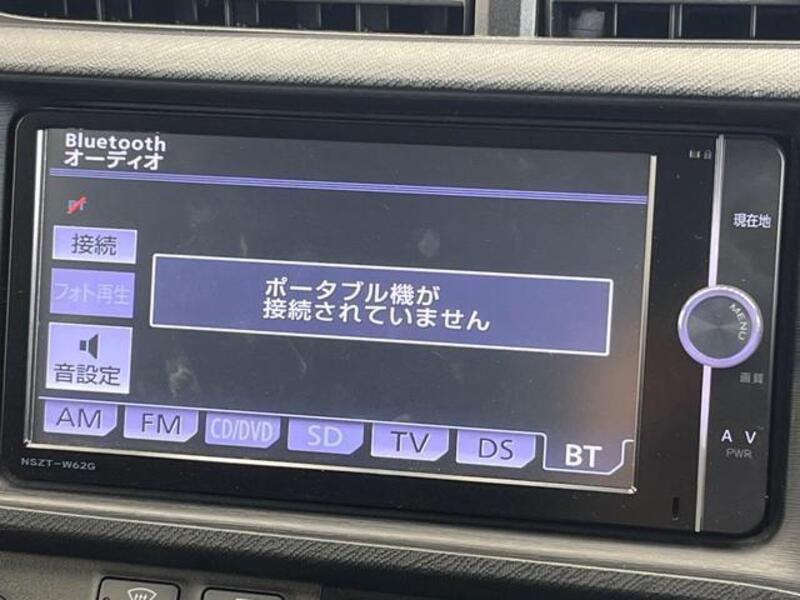 Bluetooth
オーディオ
接続
フォト再生
音設定
ポータブル機が
接続されていません
AM
FM
CD/DVD
SD
TV
DS
BT
NSZT-W62G
現在地
MENU
画質
AV
PWR